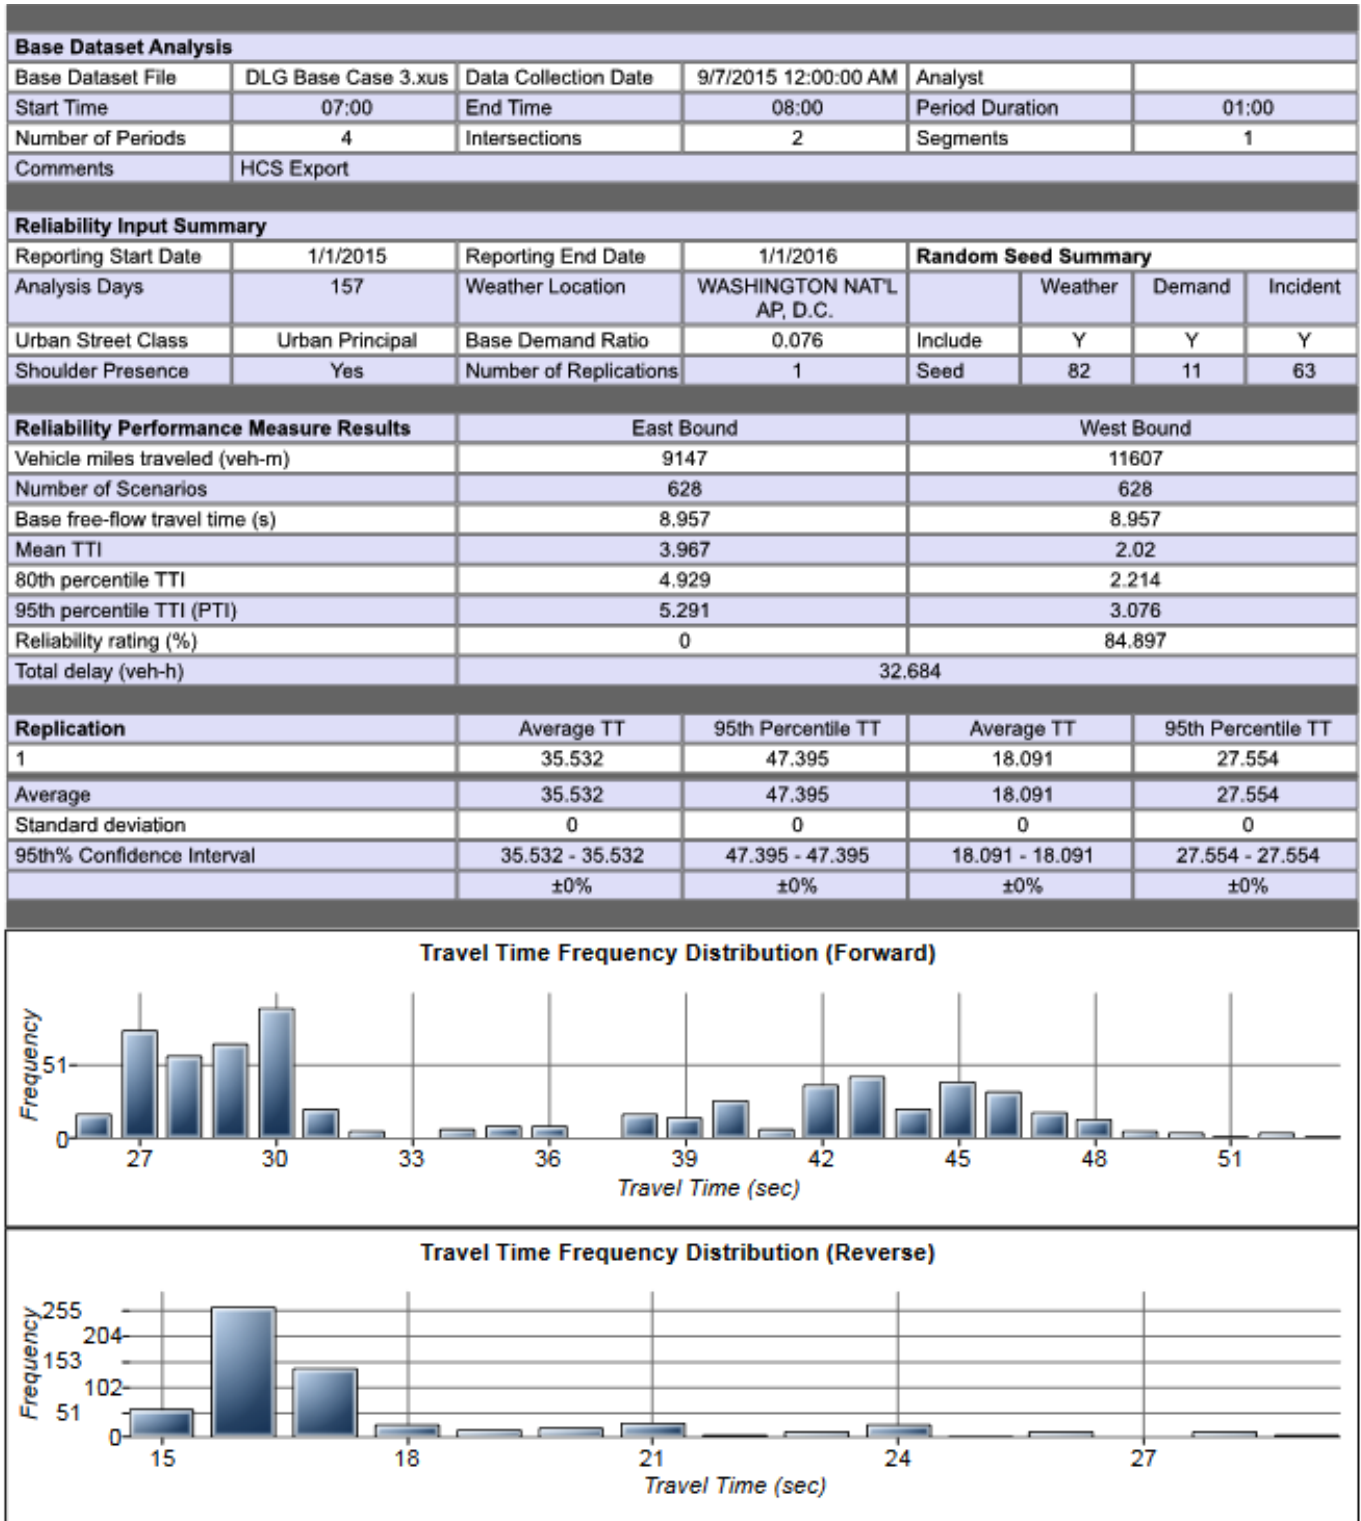 Base Dataset Analysis
Base Dataset File DLG Base Case 3.xus Data Collection Date 9/7/2015 12:00:00 AM Analyst
Start Time 07:00 End Time 08:00 Period Duration 01:00
Number of Periods 4 Intersections 2 Segments 1
Comments HCS Export
Reliability Input Summary
Reporting Start Date 1/1/2015 Reporting End Date 1/1/2016 Random Seed Summary
Analysis Days 157 Weather Location WASHINGTON NAT'L Weather Demand Incident
AP, D.C.
Urban Street Class Urban Principal Base Demand Ratio 0.076 Include Y Y Y
Shoulder Presence Yes Number of Replications 1 Seed 82 11 63
Reliability Performance Measure Results East Bound West Bound
Vehicle miles traveled (veh-m) 9147 11607
Number of Scenarios 628 628
Base free-flow travel time (s) 8.957 8.957
Mean TTI 3.967 2.02
80th percentile TTI 4.929 2.214
95th percentile TTI (PTI) 5.291 3.076
Reliability rating (%) 0 84.897
Total delay (veh-h) 32.684
Replication Average TT 95th Percentile TT Average TT 95th Percentile TT
1 35.532 47.395 18.091 27.554
Average 35.532 47.395 18.091 27.554
Standard deviation 0 0 0 0
95th% Confidence Interval 35.532 - 35.532 47.395 - 47.395 18.091 - 18.091 27.554 - 27.554
±0% ±0% ±0% ±0%
Travel Time Frequency Distribution (Forward)
Frequency
51
0
27 30 33 36 39 42 45 48 51
Travel Time (sec)
Travel Time Frequency Distribution (Reverse)
Frequency
255
204
153
102
51
0
15 18 21 24 27
Travel Time (sec)